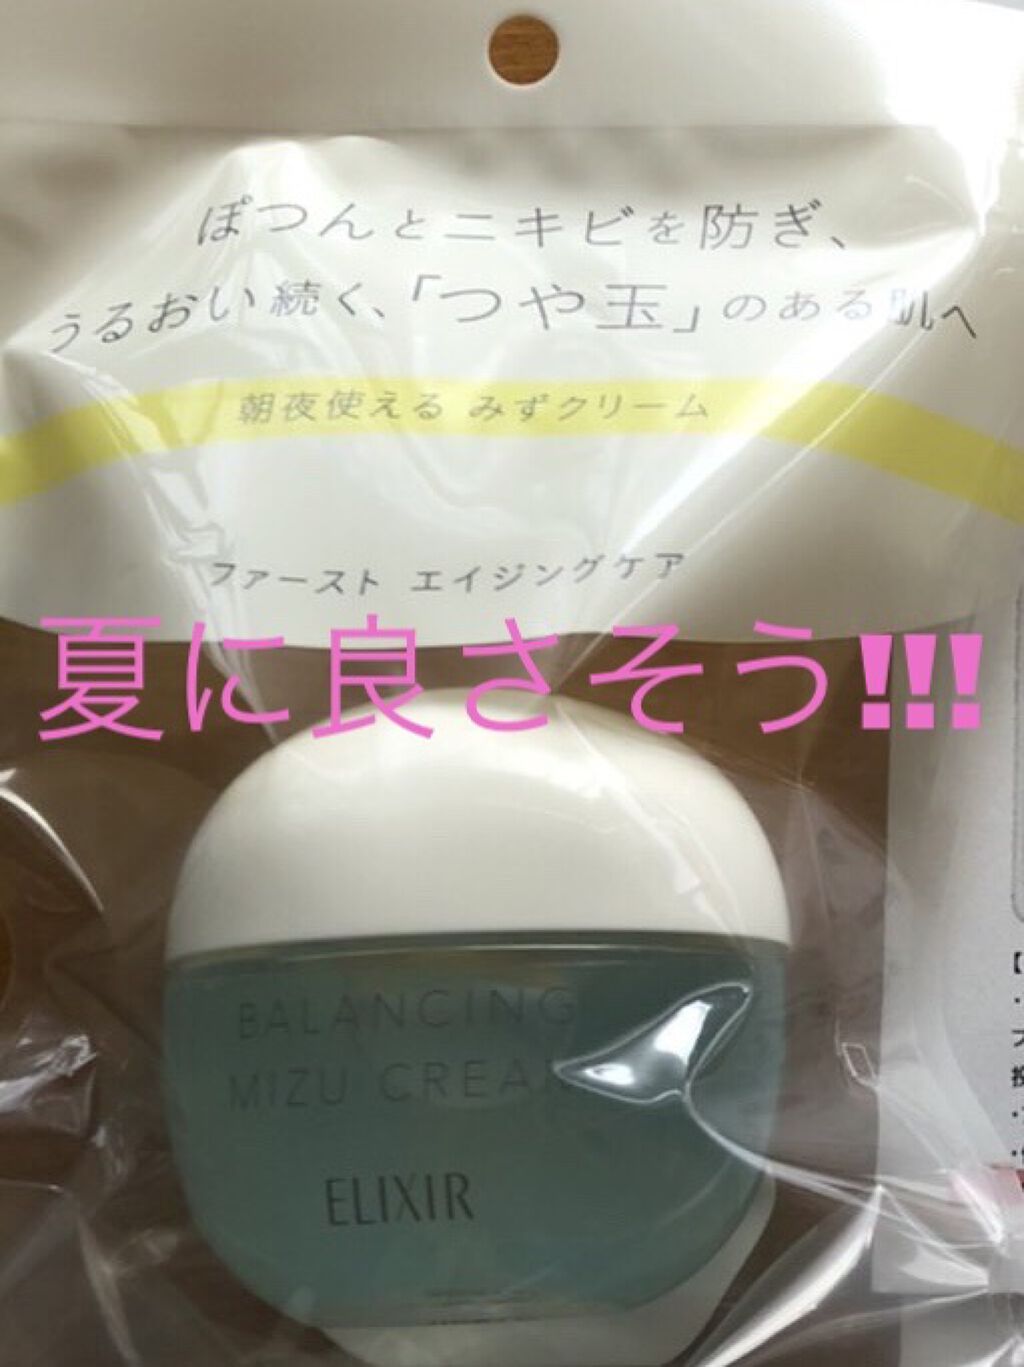 ぽつんとニキビを防ぎ、
うるおい続く、「つや玉」のある肌へ
朝夜使える みずクリーム
ファースト エイジングケア
夏に良さそう!!!
BALANCING
MIZU CREAM
ELIXIR